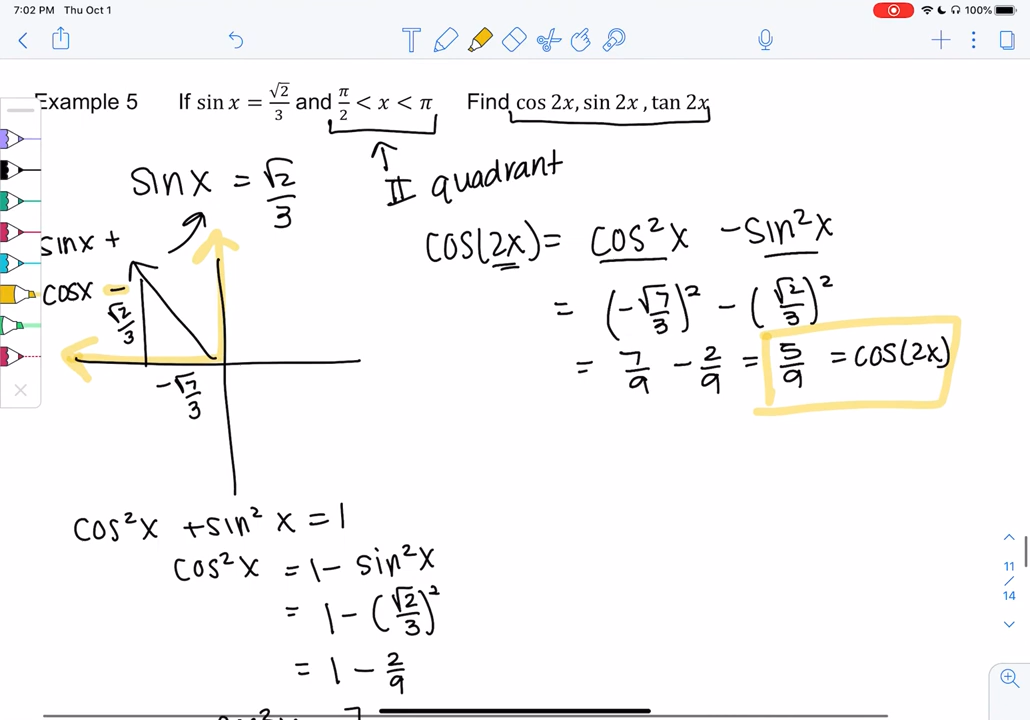 7:02 PM Thu Oct 1
100%
Example 5 If sin x = √2/3 and π/2 < x < π Find cos 2x, sin 2x , tan 2x
sinx = √2/3
II quadrant
sinx +
cosx −
√2/3
−√7/3
cos(2x)= cos²x −sin²x
= (−√7/3)² − (√2/3)²
= 7/9 − 2/9 = 5/9 = cos(2x)
cos²x +sin²x = 1
cos²x = 1− sin²x
= 1− (√2/3)²
= 1 − 2/9
11
/
14